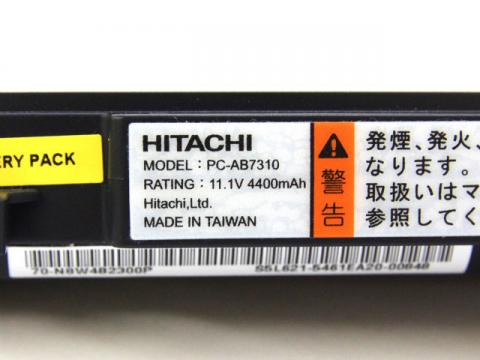 ERY PACK
HITACHI
MODEL: PC-AB7310
RATING: 11.1V 4400mAh
Hitachi,Ltd.
MADE IN TAIWAN
警告
発煙、発火、
なります。
取扱いはマ
参照してく
70-N8W4B2300P
S5L621-5461EA20-00848